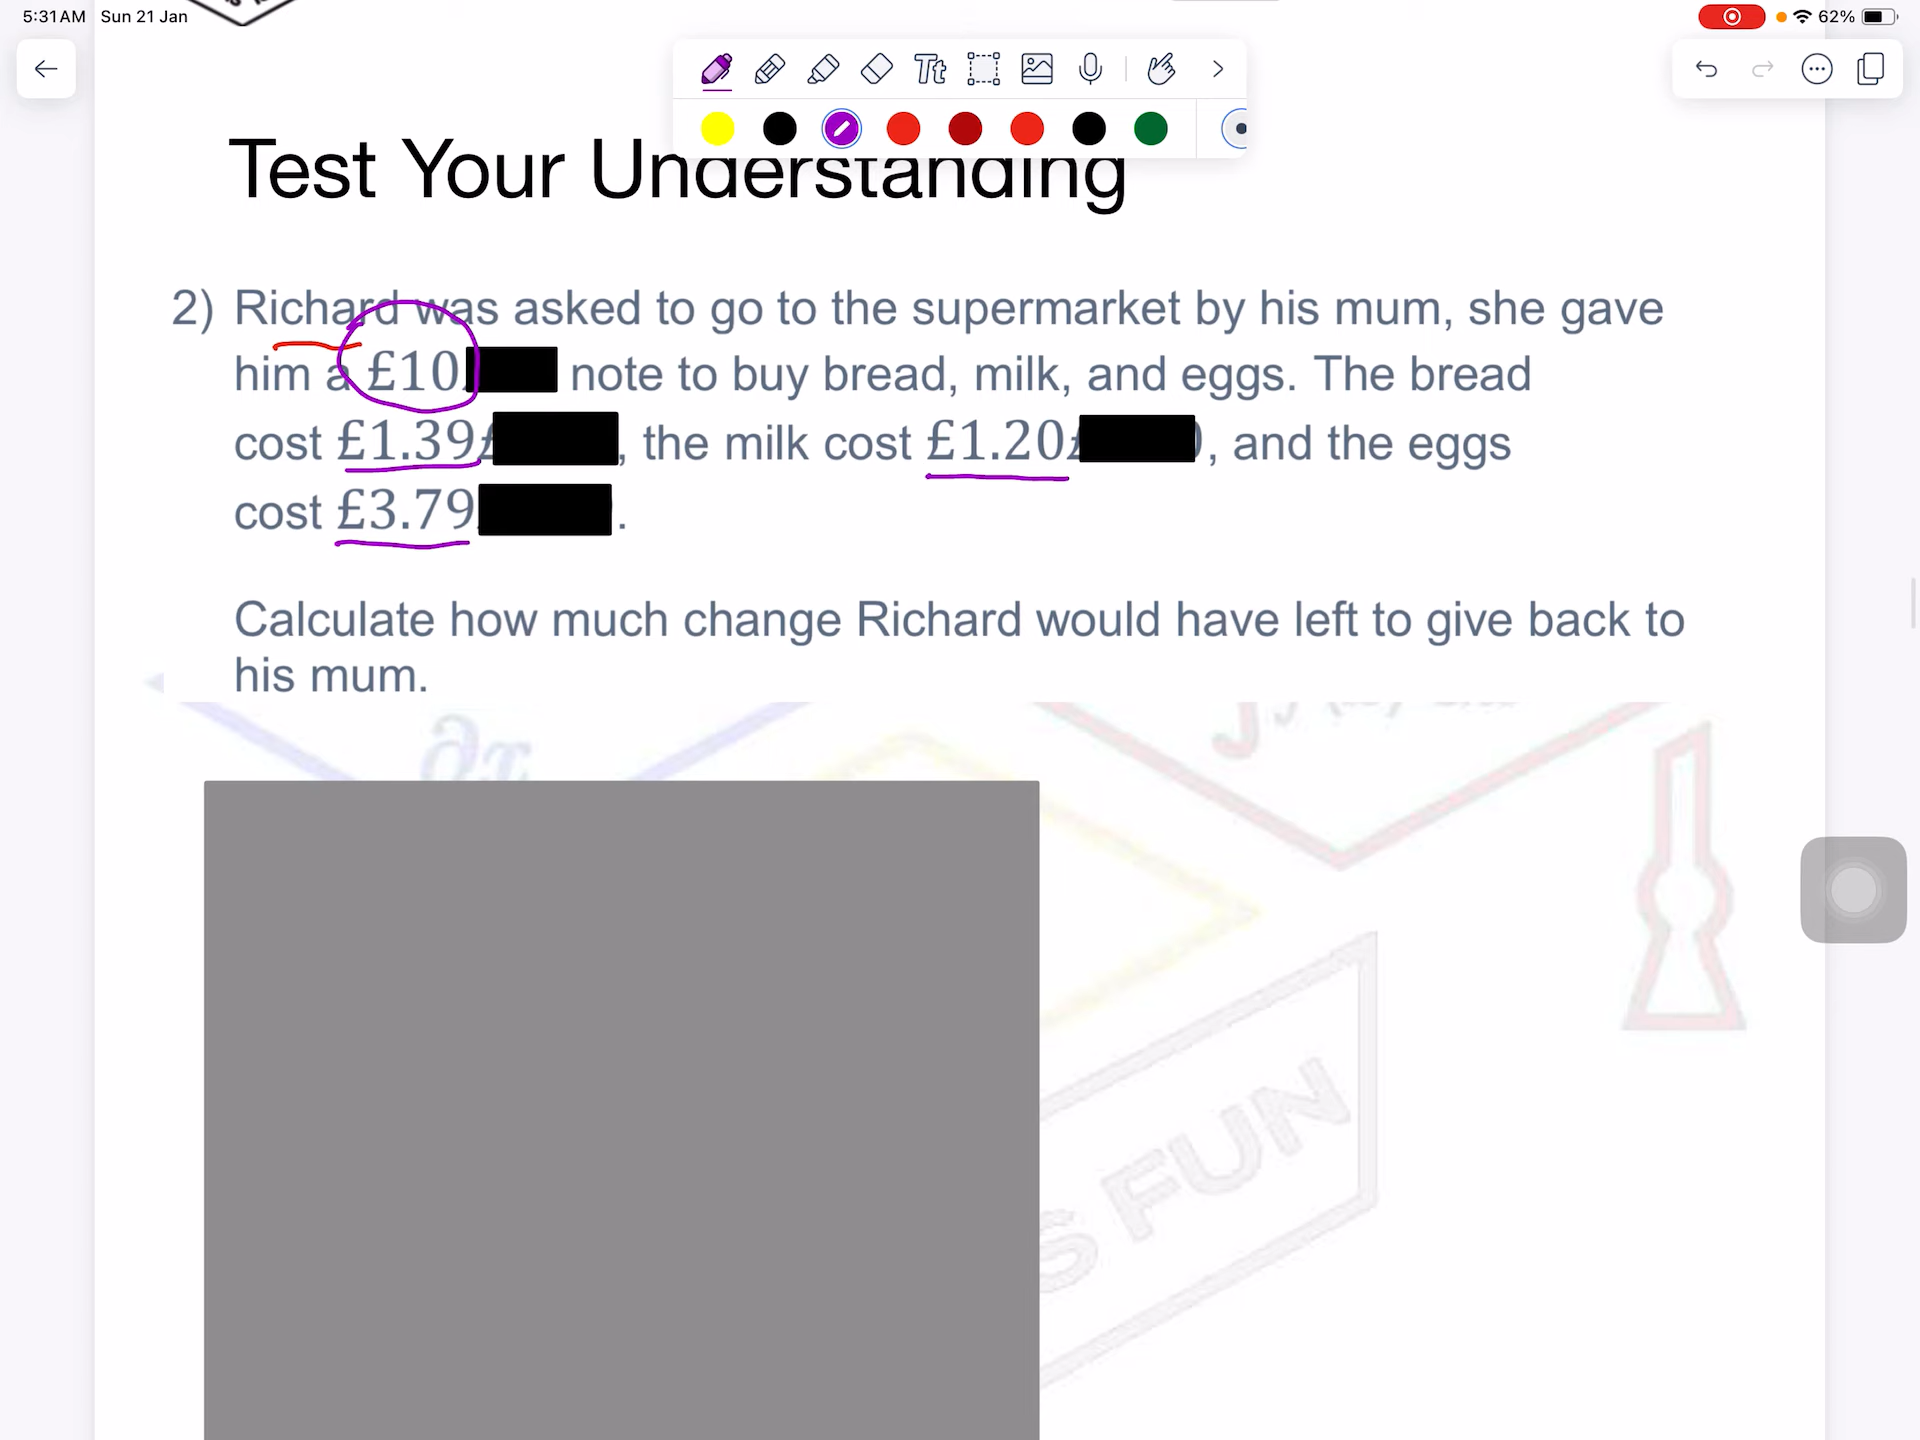 5:31AM Sun 21 Jan
62%
Tt
Test Your Understanding
2) Richard was asked to go to the supermarket by his mum, she gave
him a £10 note to buy bread, milk, and eggs. The bread
cost £1.39£ , the milk cost £1.20£ , and the eggs
cost £3.79 .
Calculate how much change Richard would have left to give back to
his mum.
∂x
S FUN